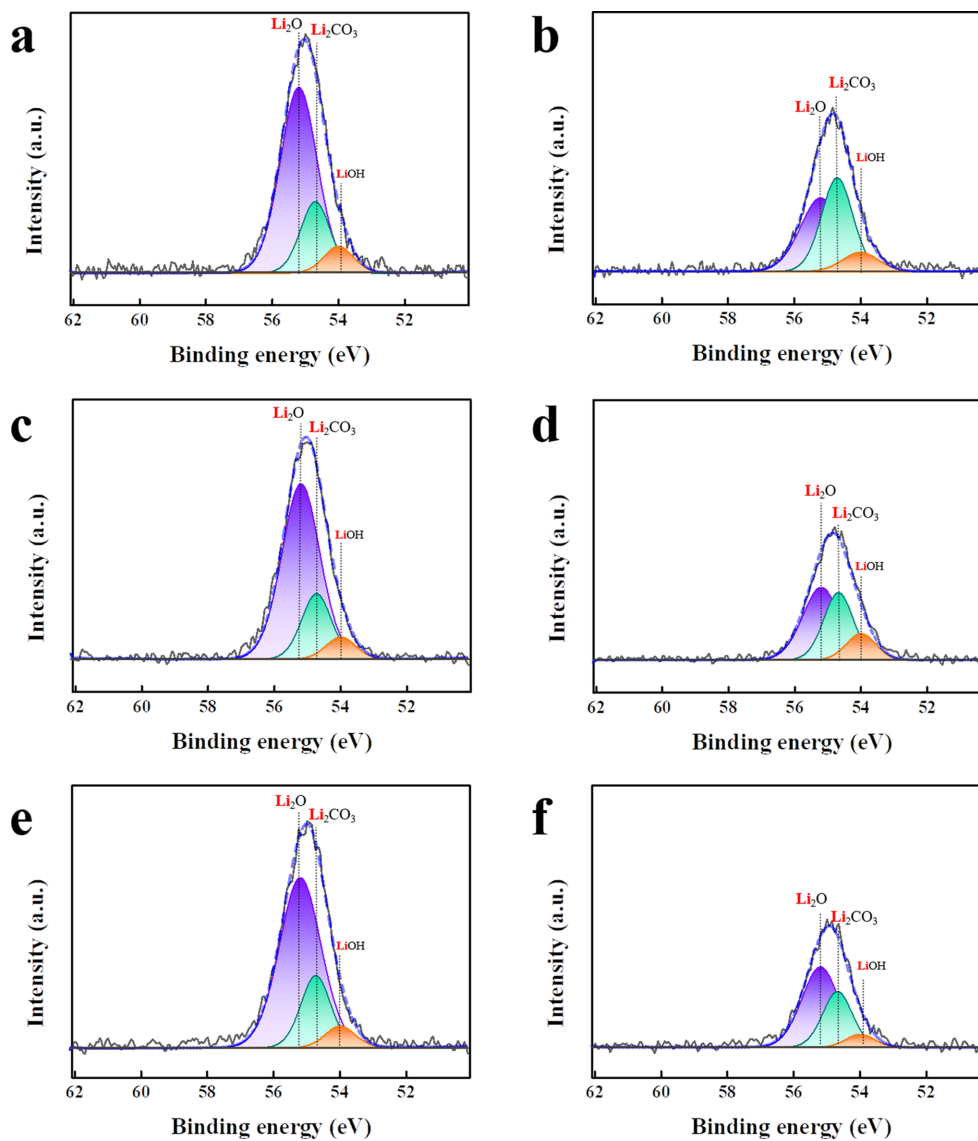 a
Li₂O
Li₂CO₃
LiOH
Intensity (a.u.)
62 60 58 56 54 52
Binding energy (eV)
b
Li₂CO₃
Li₂O
LiOH
Intensity (a.u.)
62 60 58 56 54 52
Binding energy (eV)
c
Li₂O
Li₂CO₃
LiOH
Intensity (a.u.)
62 60 58 56 54 52
Binding energy (eV)
d
Li₂O
Li₂CO₃
LiOH
Intensity (a.u.)
62 60 58 56 54 52
Binding energy (eV)
e
Li₂O
Li₂CO₃
LiOH
Intensity (a.u.)
62 60 58 56 54 52
Binding energy (eV)
f
Li₂O
Li₂CO₃
LiOH
Intensity (a.u.)
62 60 58 56 54 52
Binding energy (eV)